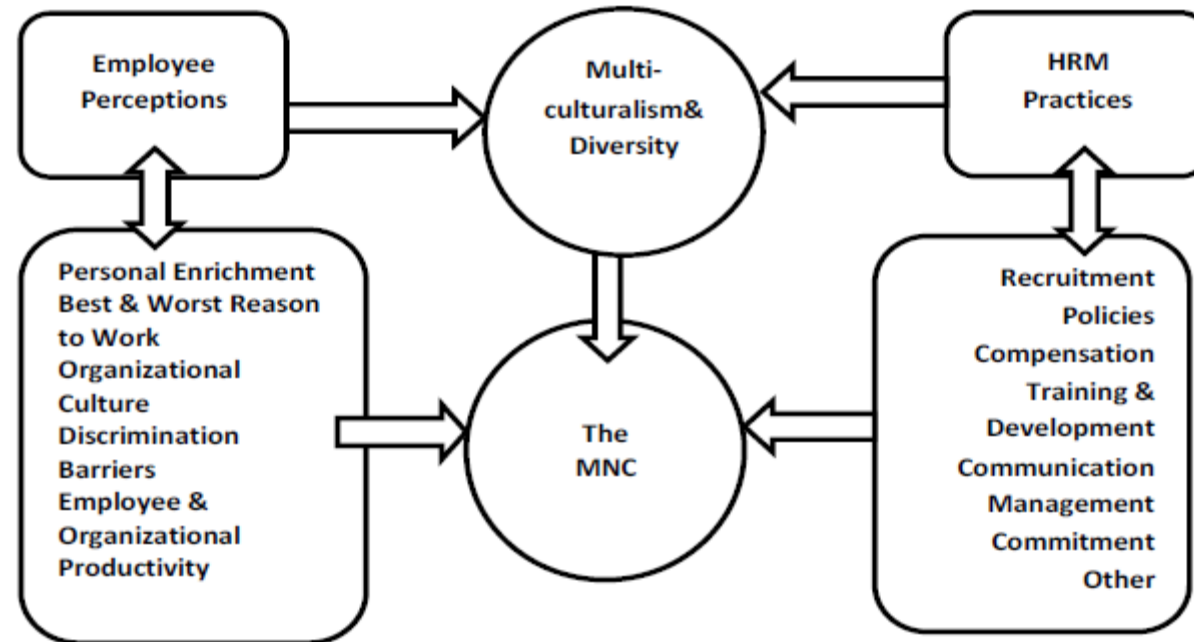 Employee
Perceptions
Multi-
culturalism&
Diversity
HRM
Practices
Personal Enrichment
Best & Worst Reason
to Work
Organizational
Culture
Discrimination
Barriers
Employee &
Organizational
Productivity
The
MNC
Recruitment
Policies
Compensation
Training &
Development
Communication
Management
Commitment
Other